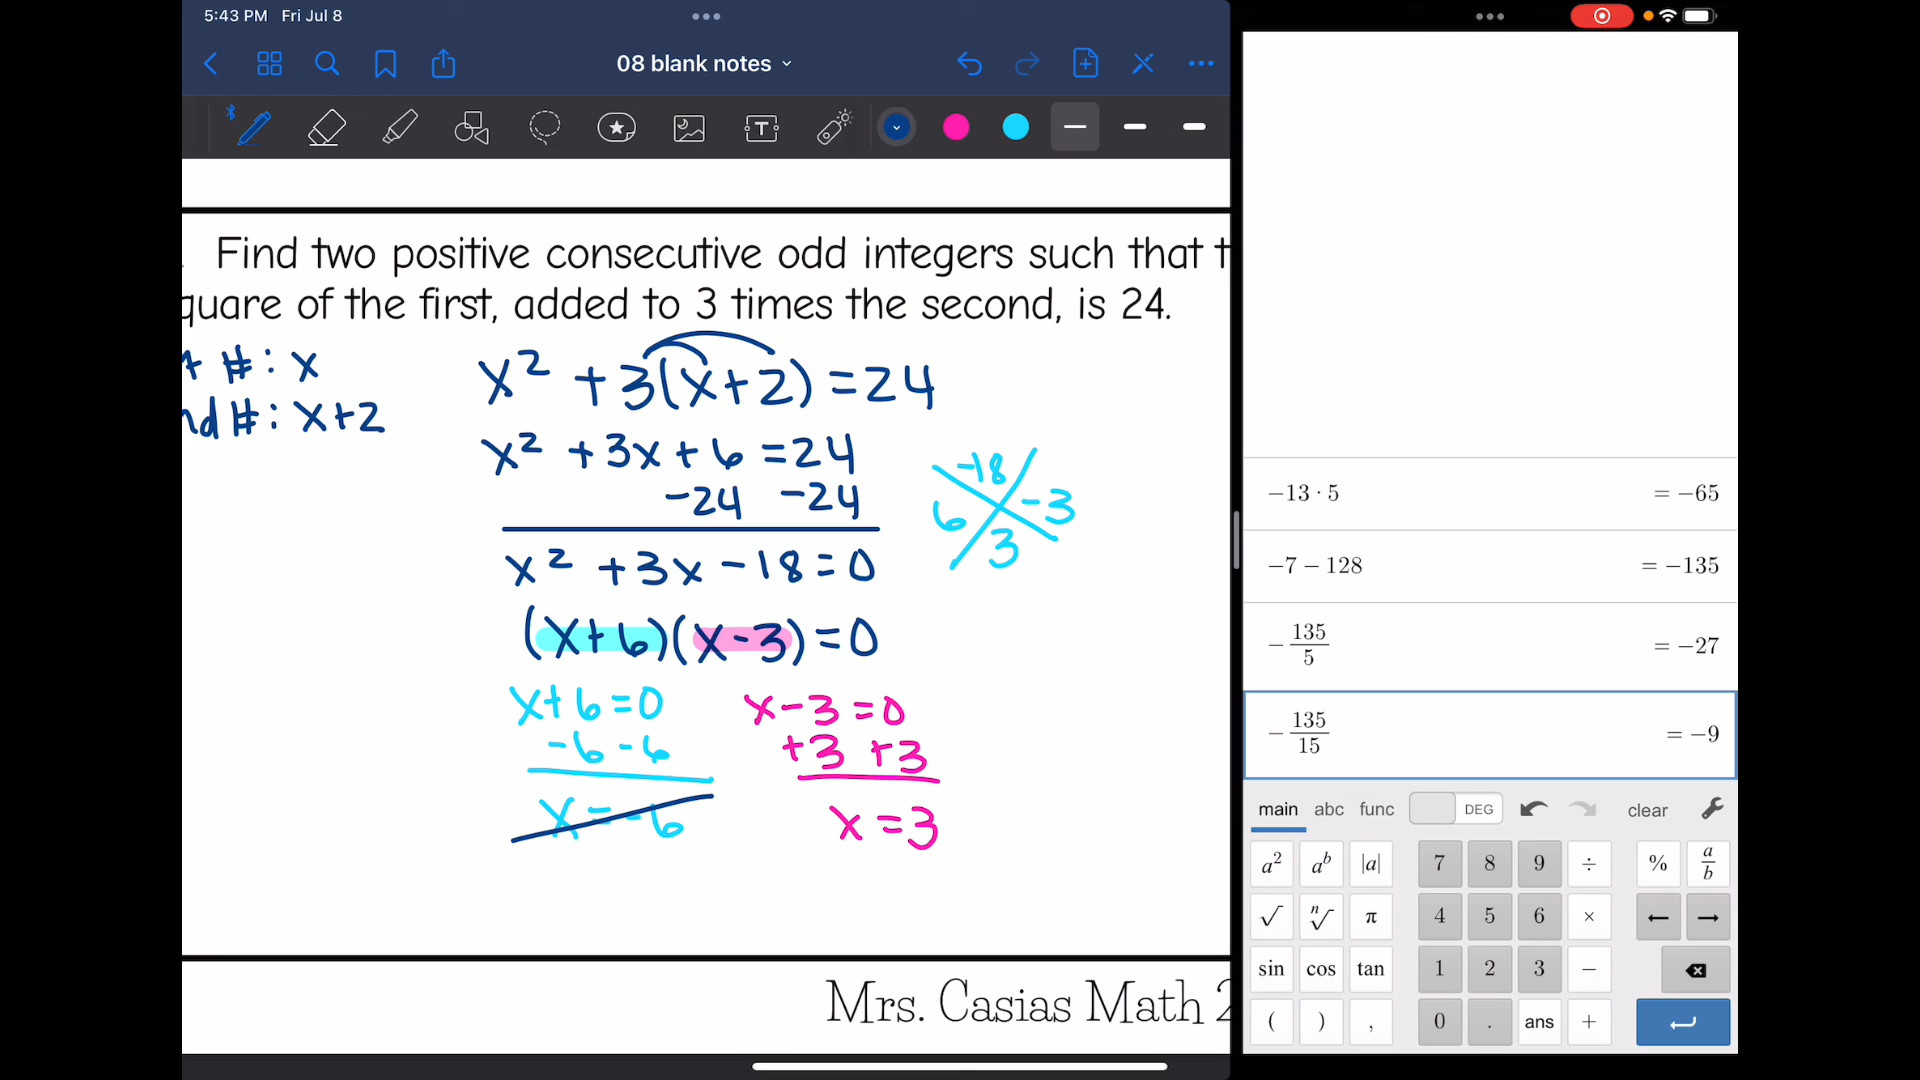 5:43 PM Fri Jul 8
08 blank notes
T
Find two positive consecutive odd integers such that t
quare of the first, added to 3 times the second, is 24.
#: x
nd #: x+2
x² +3(x+2) =24
x² +3x+6 =24
-24 -24
x² +3x-18=0
(x+6)(x-3)=0
-18
6 -3
3
x+6=0
-6 -6
x=-6
x-3=0
+3 +3
x=3
Mrs. Casias Math 2
−13·5 = −65
−7−128 = −135
−135/5 = −27
−135/15 = −9
main abc func DEG clear
a² aᵇ |a| 7 8 9 ÷ % a/b
√ ⁿ√ π 4 5 6 × ← →
sin cos tan 1 2 3 −
( ) , 0 . ans +